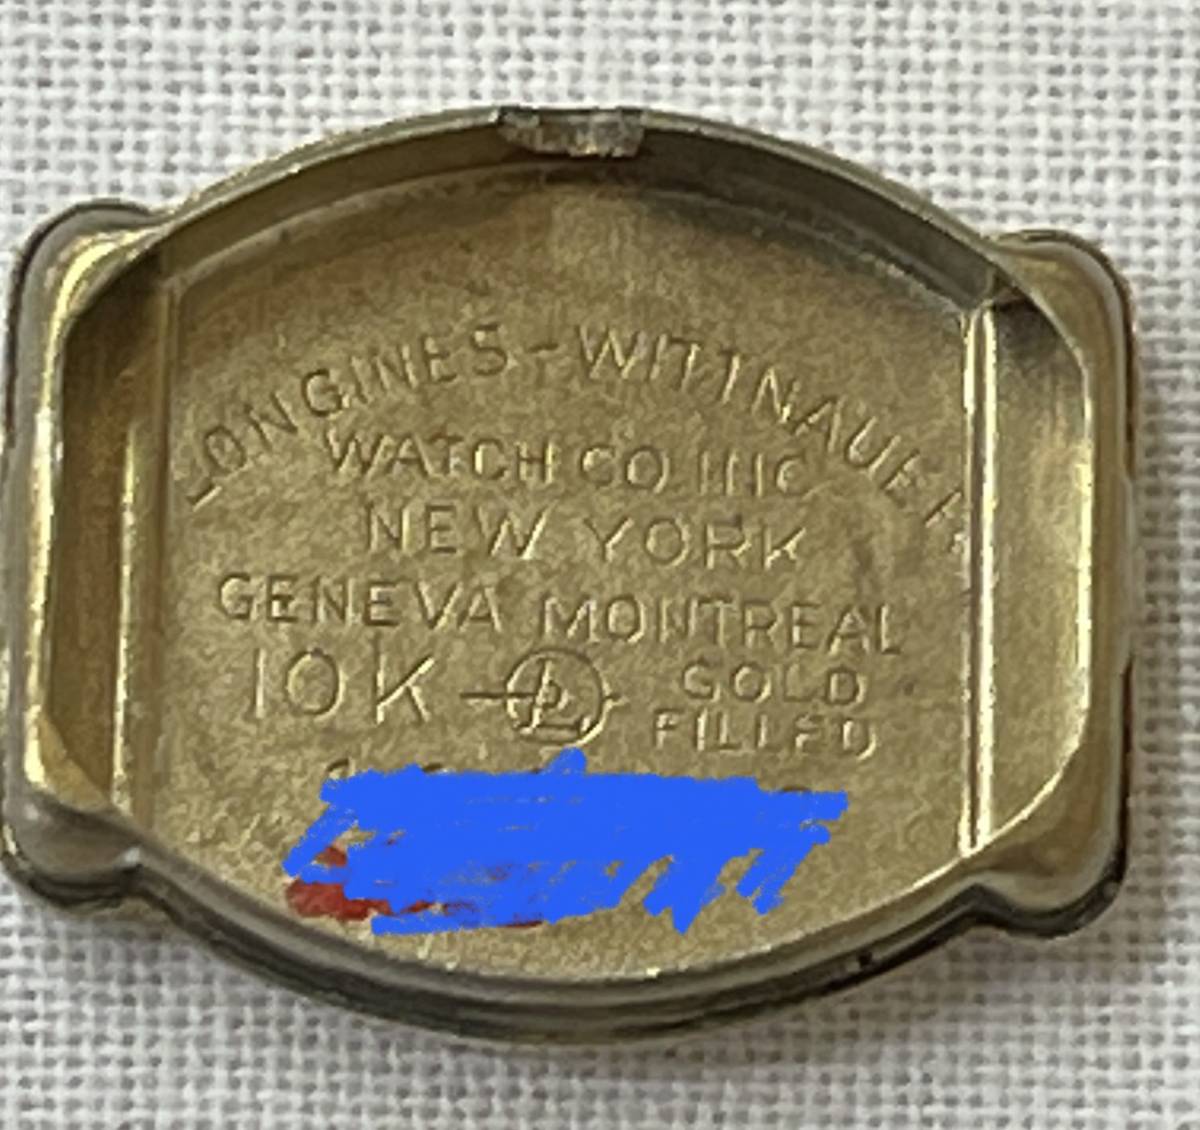 LONGINES-WITTNAUER
WATCH CO INC
NEW YORK
GENEVA MONTREAL
10K L GOLD
FILLED